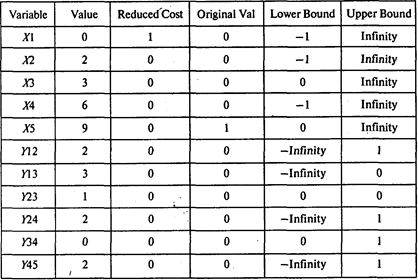 Variable Value Reduced Cost Original Val Lower Bound Upper Bound
X1 0 1 0 −1 Infinity
X2 2 0 0 −1 Infinity
X3 3 0 0 0 Infinity
X4 6 0 0 −1 Infinity
X5 9 0 1 0 Infinity
Y12 2 0 0 −Infinity 1
Y13 3 0 0 −Infinity 0
Y23 1 0 0 0 0
Y24 2 0 0 −Infinity 1
Y34 0 0 0 0 1
Y45 2 0 0 −Infinity 1